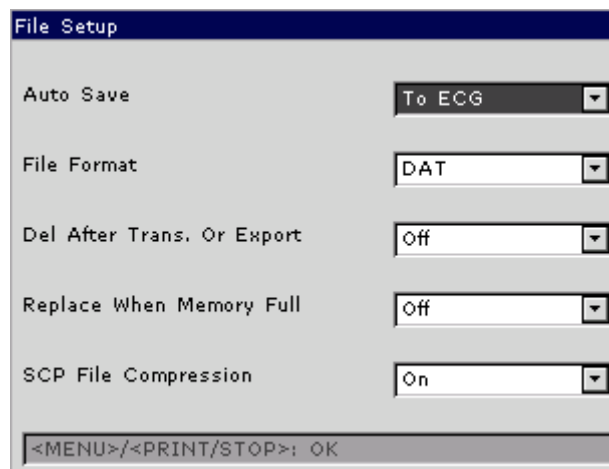 File Setup
Auto Save To ECG
File Format DAT
Del After Trans. Or Export Off
Replace When Memory Full Off
SCP File Compression On
<MENU>/<PRINT/STOP>: OK